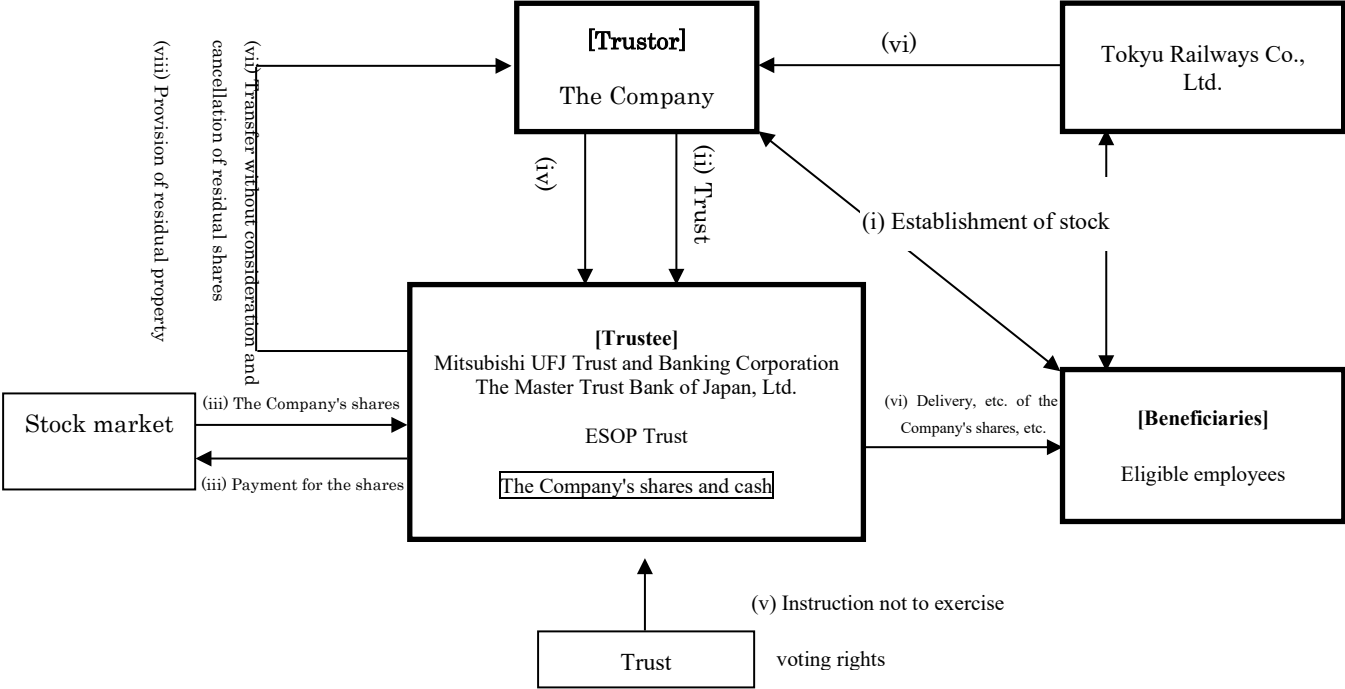 [Trustor]
The Company
(vi)
Tokyu Railways Co.,
Ltd.
(viii) Provision of residual property
(vii) Transfer without consideration and
cancellation of residual shares
(iv)
(ii) Trust
(i) Establishment of stock
[Trustee]
Mitsubishi UFJ Trust and Banking Corporation
The Master Trust Bank of Japan, Ltd.
ESOP Trust
The Company's shares and cash
Stock market
(iii) The Company's shares
(iii) Payment for the shares
(vi) Delivery, etc. of the
Company's shares, etc.
[Beneficiaries]
Eligible employees
(v) Instruction not to exercise
voting rights
Trust